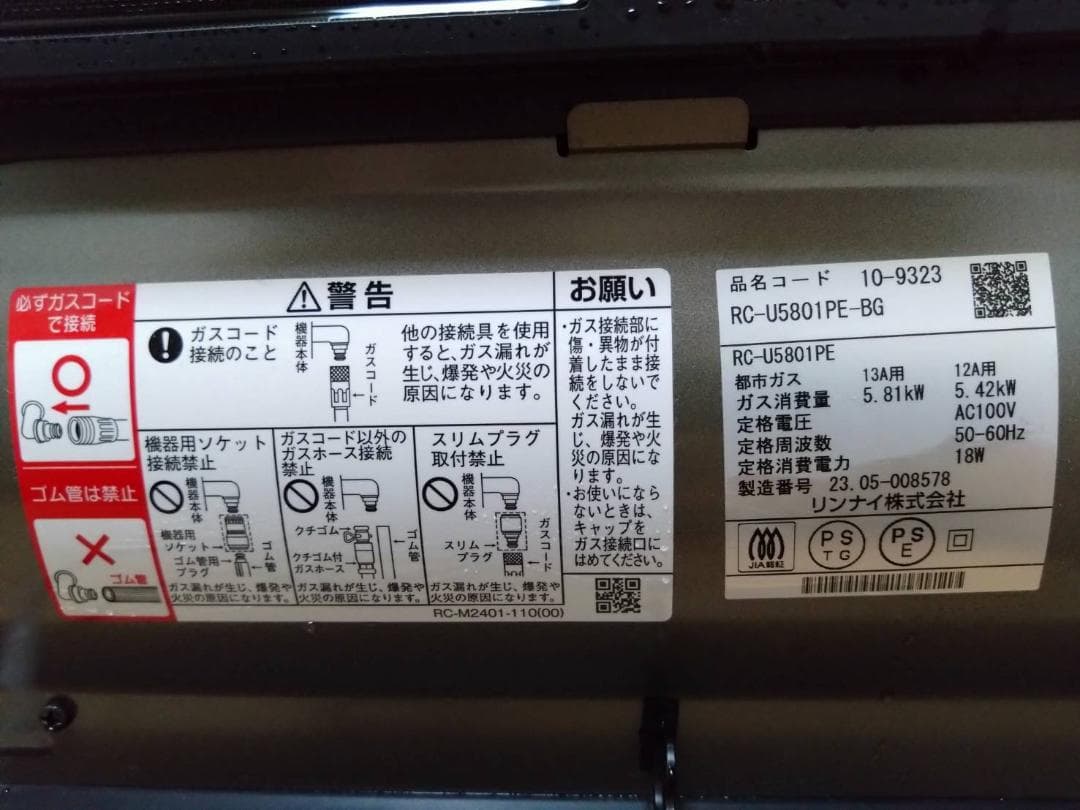 必ずガスコード
で接続
ゴム管は禁止
ゴム管
警告
ガスコード
接続のこと
機器本体
ガスコード
他の接続具を使用
すると、ガス漏れが
生じ、爆発や火災の
原因になります。
機器用ソケット
接続禁止
機器本体
機器用
ソケット
ゴム管用
プラグ
ゴム管
ガス漏れが生じ、爆発や
火災の原因になります。
ガスコード以外の
ガスホース接続
禁止
機器本体
クチゴム
クチゴム付
ガスホース
ゴム管
ガス漏れが生じ、爆発や
火災の原因になります。
スリムプラグ
取付禁止
機器本体
スリム
プラグ
ガスコード
ガス漏れが生じ、爆発や
火災の原因になります。
RC-M2401-110(00)
お願い
・ガス接続部に
傷・異物が付
着したまま接
続をしないで
ください。
ガス漏れが生
じ、爆発や火
災の原因にな
ります。
・お使いになら
ないときは、
キャップを
ガス接続口に
はめてください。
品名コード 10-9323
RC-U5801PE-BG
RC-U5801PE
都市ガス 13A用 12A用
ガス消費量 5.81kW 5.42kW
定格電圧 AC100V
定格周波数 50-60Hz
定格消費電力 18W
製造番号 23.05-008578
リンナイ株式会社
JIA認証
PS
TG
PS
E